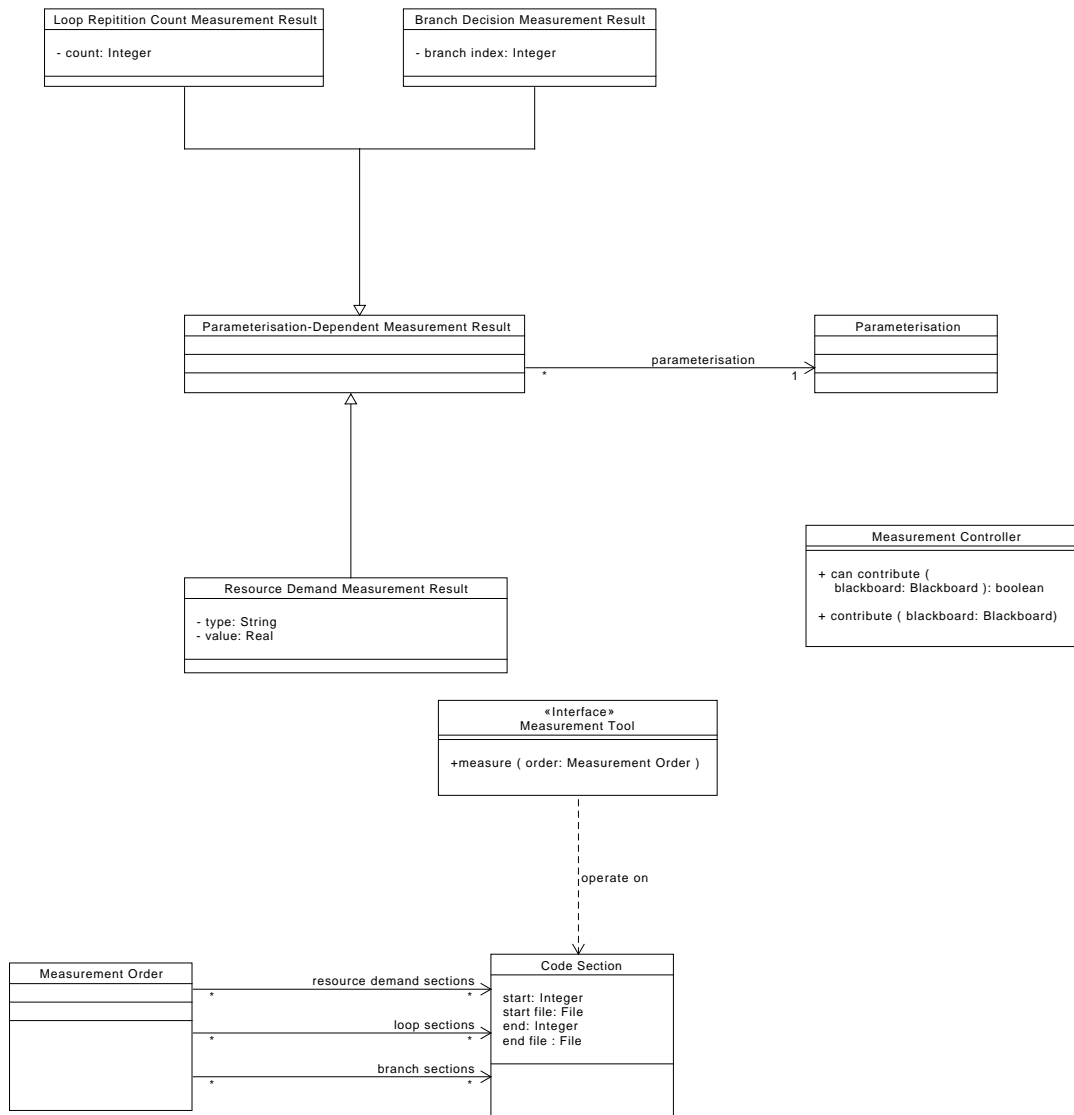 Loop Repitition Count Measurement Result
- count: Integer
Branch Decision Measurement Result
- branch index: Integer
Parameterisation-Dependent Measurement Result
Parameterisation
parameterisation
*
1
Measurement Controller
+ can contribute (
blackboard: Blackboard ): boolean
+ contribute ( blackboard: Blackboard)
Resource Demand Measurement Result
- type: String
- value: Real
«Interface»
Measurement Tool
+measure ( order: Measurement Order )
operate on
Measurement Order
resource demand sections
*
*
loop sections
*
*
branch sections
*
*
Code Section
start: Integer
start file: File
end: Integer
end file : File